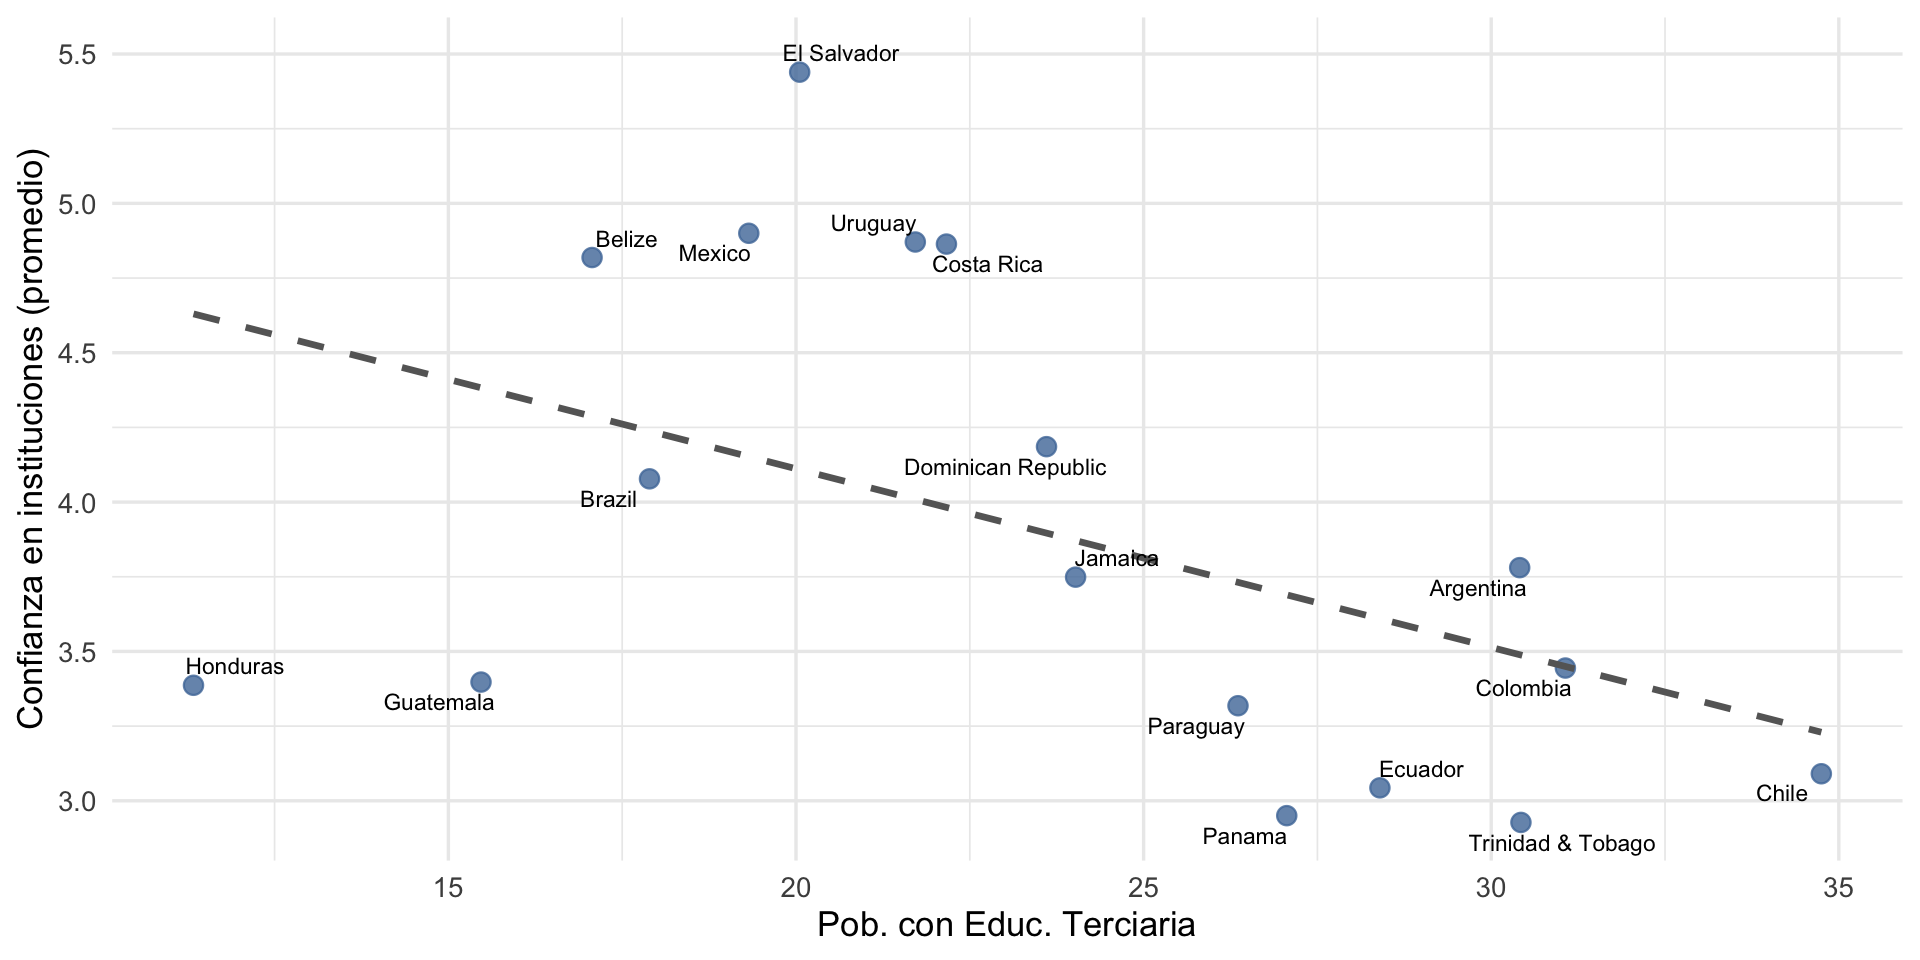 Confianza en instituciones (promedio)
5.5
5.0
4.5
4.0
3.5
3.0
El Salvador
Uruguay
Belize
Mexico
Costa Rica
Dominican Republic
Brazil
Jamaica
Argentina
Honduras
Colombia
Guatemala
Paraguay
Ecuador
Chile
Panama
Trinidad & Tobago
15
20
25
30
35
Pob. con Educ. Terciaria